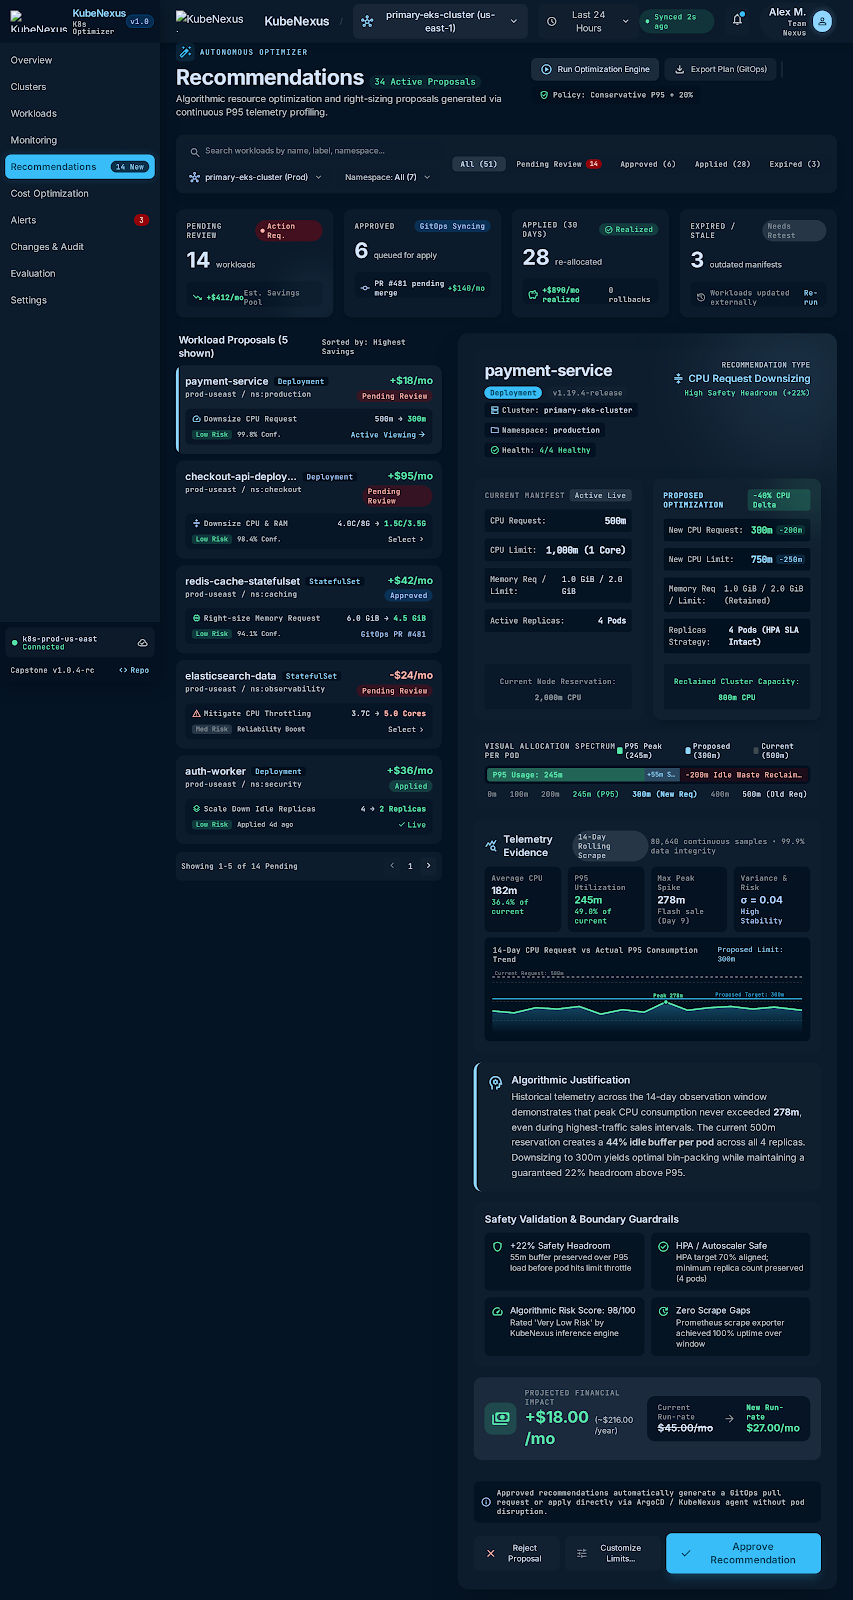 KubeNexus
KubeNexus
K8s
Optimizer
v1.0
KubeNexus
KubeNexus
/
primary-eks-cluster (us-east-1)
Last 24 Hours
Synced 2s ago
Alex M.
Team Nexus
Overview
Clusters
Workloads
Monitoring
Recommendations
14 New
Cost Optimization
Alerts
3
Changes & Audit
Evaluation
Settings
k8s-prod-us-east
Connected
Capstone v1.0.4-rc
<> Repo
AUTONOMOUS OPTIMIZER
Recommendations
34 Active Proposals
Algorithmic resource optimization and right-sizing proposals generated via
continuous P95 telemetry profiling.
Run Optimization Engine
Export Plan (GitOps)
Policy: Conservative P95 + 20%
Search workloads by name, label, namespace...
primary-eks-cluster (Prod)
Namespace: All (7)
All (51)
Pending Review 14
Approved (6)
Applied (28)
Expired (3)
PENDING REVIEW
Action Req.
14 workloads
+$412/mo Est. Savings Pool
APPROVED
GitOps Syncing
6 queued for apply
PR #481 pending merge
+$140/mo
APPLIED (30 DAYS)
Realized
28 re-allocated
+$890/mo realized
0 rollbacks
EXPIRED / STALE
Needs Retest
3 outdated manifests
Workloads updated externally
Re-run
Workload Proposals (5 shown)
Sorted by: Highest Savings
payment-service Deployment +$18/mo
prod-useast / ns:production Pending Review
Downsize CPU Request 500m → 300m
Low Risk 99.8% Conf. Active Viewing →
checkout-api-deploy... Deployment +$95/mo
prod-useast / ns:checkout Pending Review
Downsize CPU & RAM 4.0C/8G → 1.5C/3.5G
Low Risk 98.4% Conf. Select >
redis-cache-statefulset StatefulSet +$42/mo
prod-useast / ns:caching Approved
Right-size Memory Request 6.0 GiB → 4.5 GiB
Low Risk 94.1% Conf. GitOps PR #481
elasticsearch-data StatefulSet -$24/mo
prod-useast / ns:observability Pending Review
Mitigate CPU Throttling 3.7C → 5.0 Cores
Med Risk Reliability Boost Select >
auth-worker Deployment +$36/mo
prod-useast / ns:security Applied
Scale Down Idle Replicas 4 → 2 Replicas
Low Risk Applied 4d ago ✓ Live
Showing 1-5 of 14 Pending
< 1 >
payment-service
Deployment v1.19.4-release
Cluster: primary-eks-cluster
Namespace: production
Health: 4/4 Healthy
RECOMMENDATION TYPE
CPU Request Downsizing
High Safety Headroom (+22%)
CURRENT MANIFEST Active Live
CPU Request: 500m
CPU Limit: 1,000m (1 Core)
Memory Req / Limit: 1.0 GiB / 2.0 GiB
Active Replicas: 4 Pods
Current Node Reservation:
2,000m CPU
PROPOSED OPTIMIZATION
-40% CPU Delta
New CPU Request: 300m -200m
New CPU Limit: 750m -250m
Memory Req / Limit: 1.0 GiB / 2.0 GiB (Retained)
Replicas Strategy: 4 Pods (HPA SLA Intact)
Reclaimed Cluster Capacity:
800m CPU
VISUAL ALLOCATION SPECTRUM PER POD
P95 Peak (245m)
Proposed (300m)
Current (500m)
P95 Usage: 245m
+55m S…
-200m Idle Waste Reclaim…
0m 100m 200m 245m (P95) 300m (New Req) 400m 500m (Old Req)
Telemetry Evidence
14-Day Rolling Scrape
80,640 continuous samples • 99.9% data integrity
Average CPU
182m
36.4% of current
P95 Utilization
245m
49.0% of current
Max Peak Spike
278m
Flash sale (Day 9)
Variance & Risk
σ = 0.04
High Stability
14-Day CPU Request vs Actual P95 Consumption Trend
Proposed Limit: 300m
Current Request: 500m
Peak 278m
Proposed Target: 300m
Algorithmic Justification
Historical telemetry across the 14-day observation window
demonstrates that peak CPU consumption never exceeded 278m,
even during highest-traffic sales intervals. The current 500m
reservation creates a 44% idle buffer per pod across all 4 replicas.
Downsizing to 300m yields optimal bin-packing while maintaining a
guaranteed 22% headroom above P95.
Safety Validation & Boundary Guardrails
+22% Safety Headroom
55m buffer preserved over P95
load before pod hits limit throttle
HPA / Autoscaler Safe
HPA target 70% aligned;
minimum replica count preserved
(4 pods)
Algorithmic Risk Score: 98/100
Rated 'Very Low Risk' by
KubeNexus inference engine
Zero Scrape Gaps
Prometheus scrape exporter
achieved 100% uptime over
window
PROJECTED FINANCIAL IMPACT
+$18.00 /mo
(~$216.00 /year)
Current Run-rate
$45.00/mo
→
New Run-rate
$27.00/mo
Approved recommendations automatically generate a GitOps pull
request or apply directly via ArgoCD / KubeNexus agent without pod
disruption.
Reject Proposal
Customize Limits...
Approve Recommendation